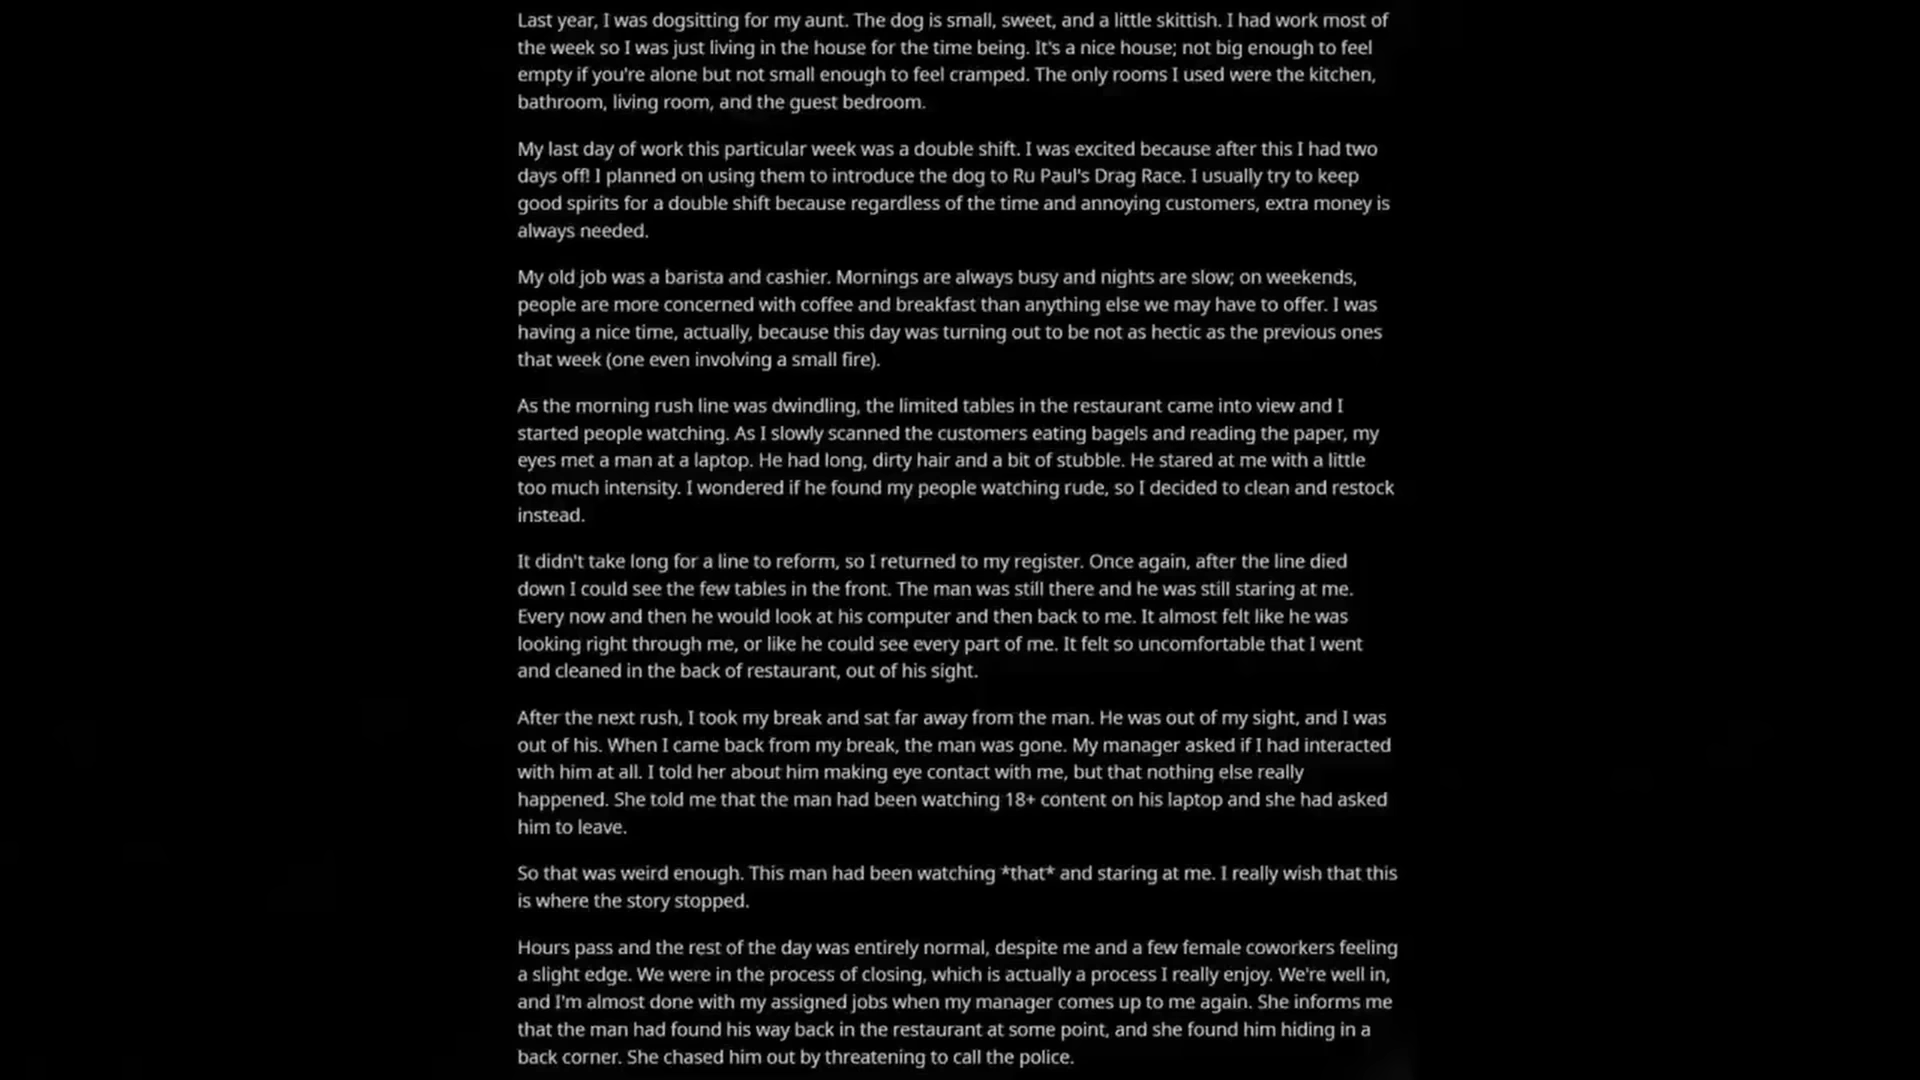 Last year, I was dogsitting for my aunt. The dog is small, sweet, and a little skittish. I had work most of
the week so I was just living in the house for the time being. It's a nice house; not big enough to feel
empty if you're alone but not small enough to feel cramped. The only rooms I used were the kitchen,
bathroom, living room, and the guest bedroom.
My last day of work this particular week was a double shift. I was excited because after this I had two
days off! I planned on using them to introduce the dog to Ru Paul's Drag Race. I usually try to keep
good spirits for a double shift because regardless of the time and annoying customers, extra money is
always needed.
My old job was a barista and cashier. Mornings are always busy and nights are slow; on weekends,
people are more concerned with coffee and breakfast than anything else we may have to offer. I was
having a nice time, actually, because this day was turning out to be not as hectic as the previous ones
that week (one even involving a small fire).
As the morning rush line was dwindling, the limited tables in the restaurant came into view and I
started people watching. As I slowly scanned the customers eating bagels and reading the paper, my
eyes met a man at a laptop. He had long, dirty hair and a bit of stubble. He stared at me with a little
too much intensity. I wondered if he found my people watching rude, so I decided to clean and restock
instead.
It didn't take long for a line to reform, so I returned to my register. Once again, after the line died
down I could see the few tables in the front. The man was still there and he was still staring at me.
Every now and then he would look at his computer and then back to me. It almost felt like he was
looking right through me, or like he could see every part of me. It felt so uncomfortable that I went
and cleaned in the back of restaurant, out of his sight.
After the next rush, I took my break and sat far away from the man. He was out of my sight, and I was
out of his. When I came back from my break, the man was gone. My manager asked if I had interacted
with him at all. I told her about him making eye contact with me, but that nothing else really
happened. She told me that the man had been watching 18+ content on his laptop and she had asked
him to leave.
So that was weird enough. This man had been watching *that* and staring at me. I really wish that this
is where the story stopped.
Hours pass and the rest of the day was entirely normal, despite me and a few female coworkers feeling
a slight edge. We were in the process of closing, which is actually a process I really enjoy. We're well in,
and I'm almost done with my assigned jobs when my manager comes up to me again. She informs me
that the man had found his way back in the restaurant at some point, and she found him hiding in a
back corner. She chased him out by threatening to call the police.